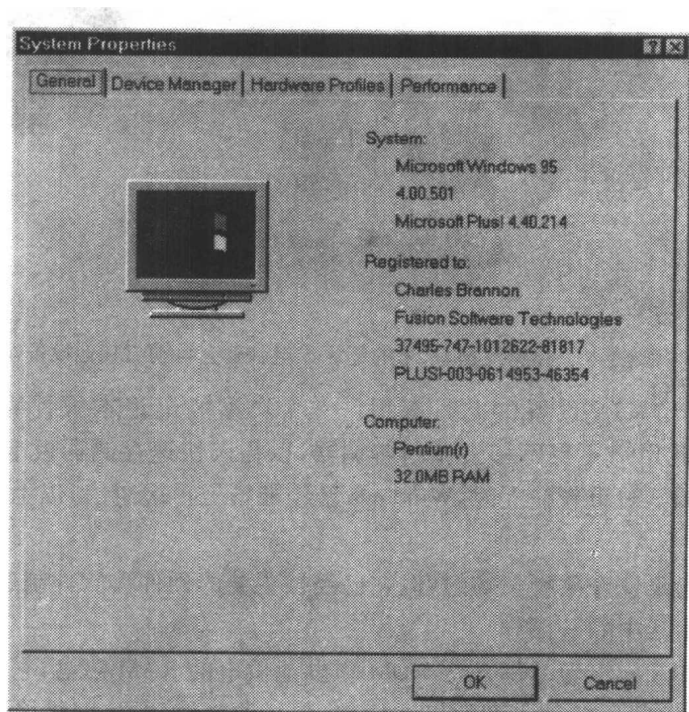 System Properties
General Device Manager Hardware Profiles Performance
System:
Microsoft Windows 95
4.00.501
Microsoft Plus! 4.40.214
Registered to:
Charles Brannon
Fusion Software Technologies
37495-747-1012622-81817
PLUS!-003-0614953-46354
Computer:
Pentium(r)
32.0MB RAM
OK Cancel